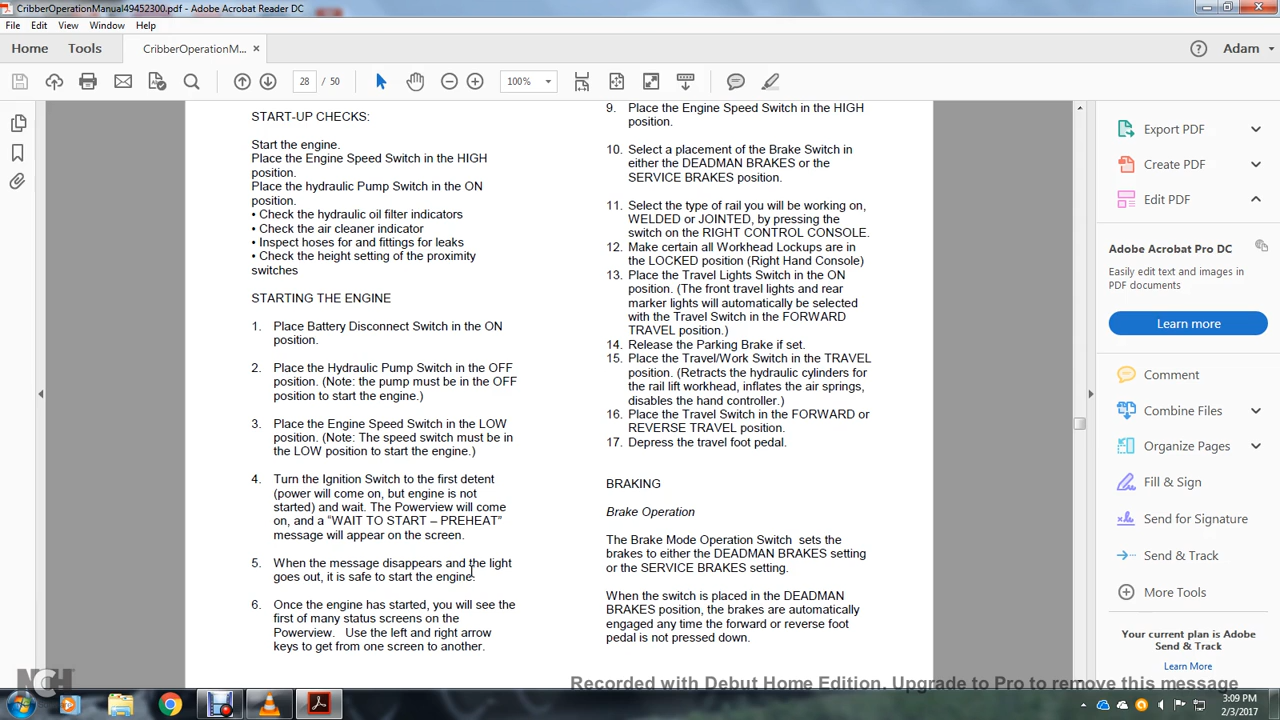 CribberOperationManual49452300.pdf - Adobe Acrobat Reader DC
File Edit View Window Help
Home Tools CribberOperationM... × Adam
28 / 50 100%
START-UP CHECKS:
Start the engine.
Place the Engine Speed Switch in the HIGH
position.
Place the hydraulic Pump Switch in the ON
position.
• Check the hydraulic oil filter indicators
• Check the air cleaner indicator
• Inspect hoses for and fittings for leaks
• Check the height setting of the proximity
switches
STARTING THE ENGINE
1. Place Battery Disconnect Switch in the ON
position.
2. Place the Hydraulic Pump Switch in the OFF
position. (Note: the pump must be in the OFF
position to start the engine.)
3. Place the Engine Speed Switch in the LOW
position. (Note: The speed switch must be in
the LOW position to start the engine.)
4. Turn the Ignition Switch to the first detent
(power will come on, but engine is not
started) and wait. The Powerview will come
on, and a "WAIT TO START – PREHEAT"
message will appear on the screen.
5. When the message disappears and the light
goes out, it is safe to start the engine.
6. Once the engine has started, you will see the
first of many status screens on the
Powerview. Use the left and right arrow
keys to get from one screen to another.
9. Place the Engine Speed Switch in the HIGH
position.
10. Select a placement of the Brake Switch in
either the DEADMAN BRAKES or the
SERVICE BRAKES position.
11. Select the type of rail you will be working on,
WELDED or JOINTED, by pressing the
switch on the RIGHT CONTROL CONSOLE.
12. Make certain all Workhead Lockups are in
the LOCKED position (Right Hand Console)
13. Place the Travel Lights Switch in the ON
position. (The front travel lights and rear
marker lights will automatically be selected
with the Travel Switch in the FORWARD
TRAVEL position.)
14. Release the Parking Brake if set.
15. Place the Travel/Work Switch in the TRAVEL
position. (Retracts the hydraulic cylinders for
the rail lift workhead, inflates the air springs,
disables the hand controller.)
16. Place the Travel Switch in the FORWARD or
REVERSE TRAVEL position.
17. Depress the travel foot pedal.
BRAKING
Brake Operation
The Brake Mode Operation Switch sets the
brakes to either the DEADMAN BRAKES setting
or the SERVICE BRAKES setting.
When the switch is placed in the DEADMAN
BRAKES position, the brakes are automatically
engaged any time the forward or reverse foot
pedal is not pressed down.
Export PDF
Create PDF
Edit PDF
Adobe Acrobat Pro DC
Easily edit text and images in
PDF documents
Learn more
Comment
Combine Files
Organize Pages
Fill & Sign
Send for Signature
Send & Track
More Tools
Your current plan is Adobe
Send & Track
Learn More
NCH
Recorded with Debut Home Edition. Upgrade to Pro to remove this message
3:09 PM
2/3/2017